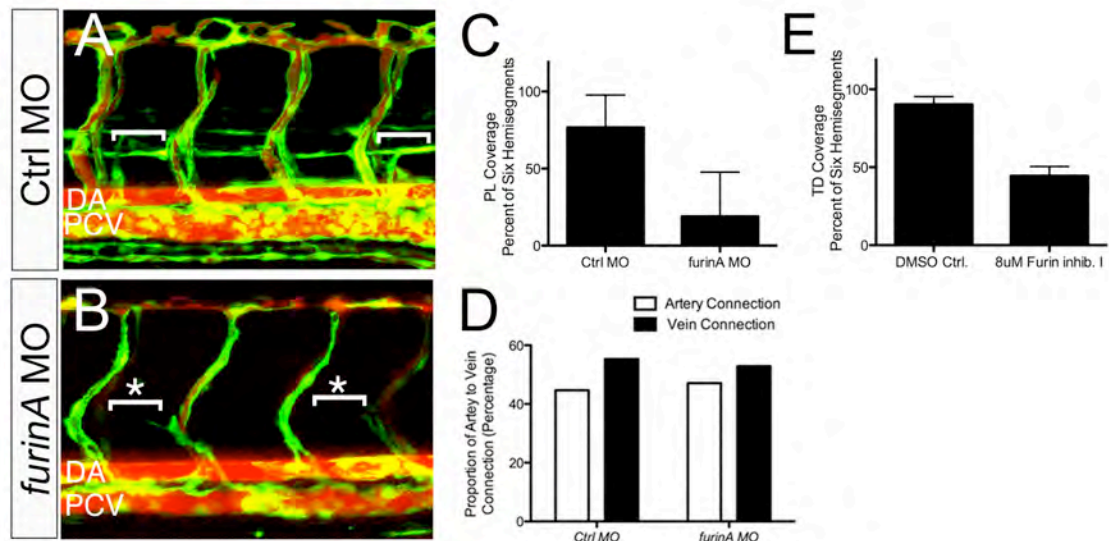 Ctrl MO
A
DA
PCV
furinA MO
B
*
*
DA
PCV
C
PL Coverage
Percent of Six Hemisegments
100
50
0
Ctrl MO
furinA MO
E
TD Coverage
Percent of Six Hemisegments
100
50
0
DMSO Ctrl.
8uM Furin inhib. I
D
Artery Connection
Vein Connection
Proportion of Artey to Vein
Connection (Percentage)
60
40
20
0
Ctrl MO
furinA MO